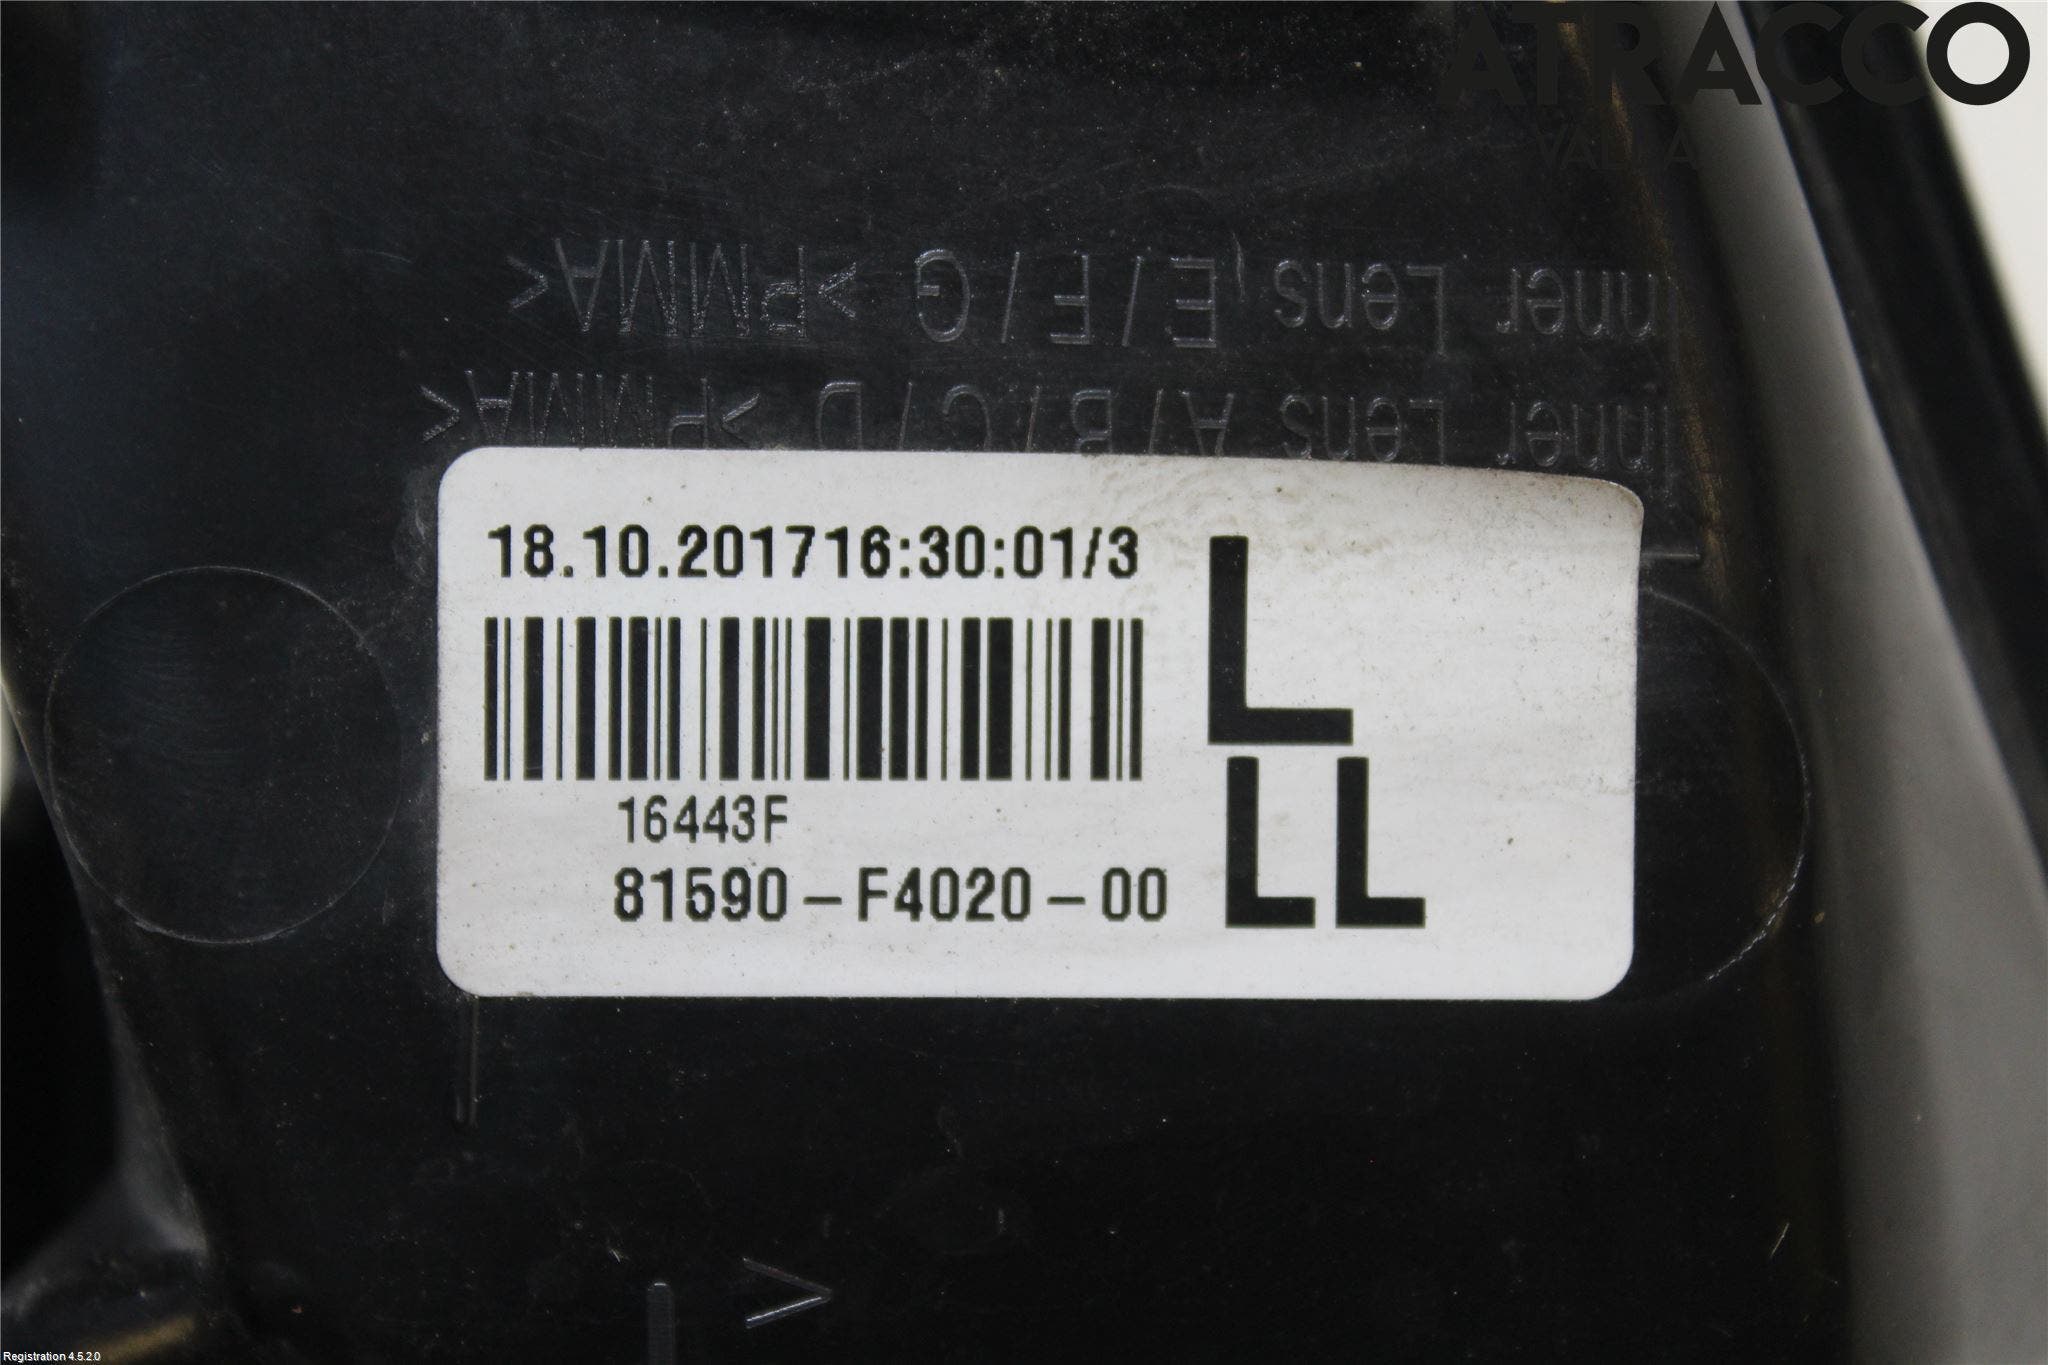 ATRACCO
Inner Lens E/F/G >PMMA<
Inner Lens A/B/C/D >PMMA<
18.10.201716:30:01/3
L
16443F
81590-F4020-00
LL
Registration 4.5.2.0